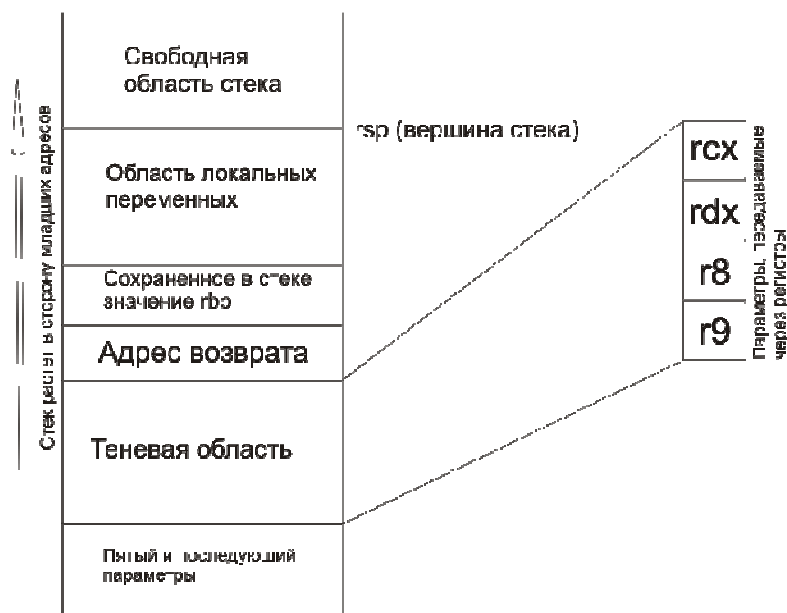 Свободная
область стека
rsp (вершина стека)
Область локальных
переменных
Сохраненное в стеке
значение rbp
Адрес возврата
Теневая область
Пятый и последующий
параметры
Стек растет в сторону младших адресов
rcx
rdx
r8
r9
Параметры, передаваемые
через регистры